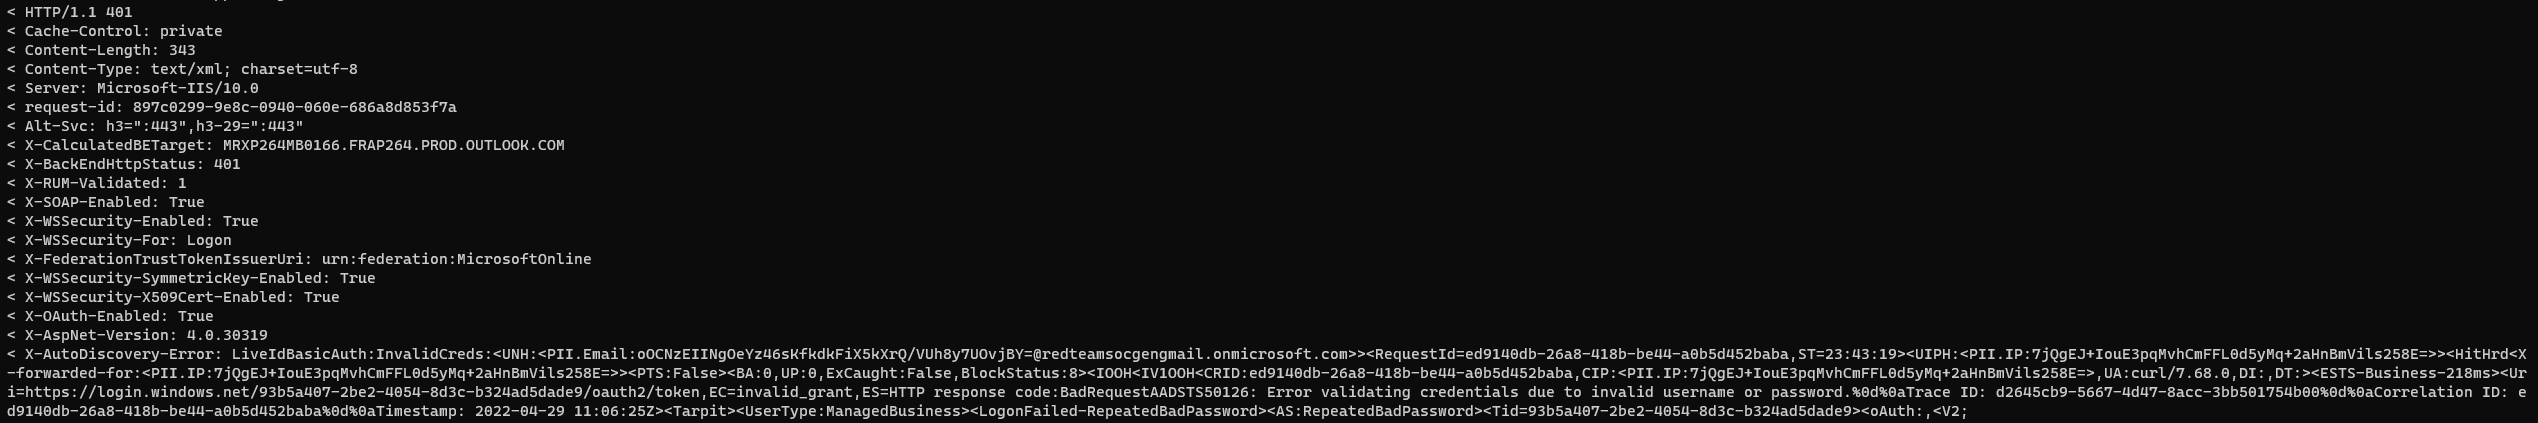 < HTTP/1.1 401
< Cache-Control: private
< Content-Length: 343
< Content-Type: text/xml; charset=utf-8
< Server: Microsoft-IIS/10.0
< request-id: 897c0299-9e8c-0940-060e-686a8d853f7a
< Alt-Svc: h3=":443",h3-29=":443"
< X-CalculatedBETarget: MRXP264MB0166.FRAP264.PROD.OUTLOOK.COM
< X-BackEndHttpStatus: 401
< X-RUM-Validated: 1
< X-SOAP-Enabled: True
< X-WSSecurity-Enabled: True
< X-WSSecurity-For: Logon
< X-FederationTrustTokenIssuerUri: urn:federation:MicrosoftOnline
< X-WSSecurity-SymmetricKey-Enabled: True
< X-WSSecurity-X509Cert-Enabled: True
< X-OAuth-Enabled: True
< X-AspNet-Version: 4.0.30319
< X-AutoDiscovery-Error: LiveIdBasicAuth:InvalidCreds:<UNH:<PII.Email:oOCNzEIINgOeYz46sKfkdkFiX5kXrQ/VUh8y7UOvjBY=@redteamsocgengmail.onmicrosoft.com>><RequestId=ed9140db-26a8-418b-be44-a0b5d452baba,ST=23:43:19><UIPH:<PII.IP:7jQgEJ+IouE3pqMvhCmFFL0d5yMq+2aHnBmVils258E=>><HitHrd<X
-forwarded-for:<PII.IP:7jQgEJ+IouE3pqMvhCmFFL0d5yMq+2aHnBmVils258E=>><PTS:False><BA:0,UP:0,ExCaught:False,BlockStatus:8><IOOH<IV1OOH<CRID:ed9140db-26a8-418b-be44-a0b5d452baba,CIP:<PII.IP:7jQgEJ+IouE3pqMvhCmFFL0d5yMq+2aHnBmVils258E=>,UA:curl/7.68.0,DI:,DT:><ESTS-Business-218ms><Ur
i=https://login.windows.net/93b5a407-2be2-4054-8d3c-b324ad5dade9/oauth2/token,EC=invalid_grant,ES=HTTP response code:BadRequestAADSTS50126: Error validating credentials due to invalid username or password.%0d%0aTrace ID: d2645cb9-5667-4d47-8acc-3bb501754b00%0d%0aCorrelation ID: e
d9140db-26a8-418b-be44-a0b5d452baba%0d%0aTimestamp: 2022-04-29 11:06:25Z><Tarpit><UserType:ManagedBusiness><LogonFailed-RepeatedBadPassword><AS:RepeatedBadPassword><Tid=93b5a407-2be2-4054-8d3c-b324ad5dade9><oAuth:,<V2;